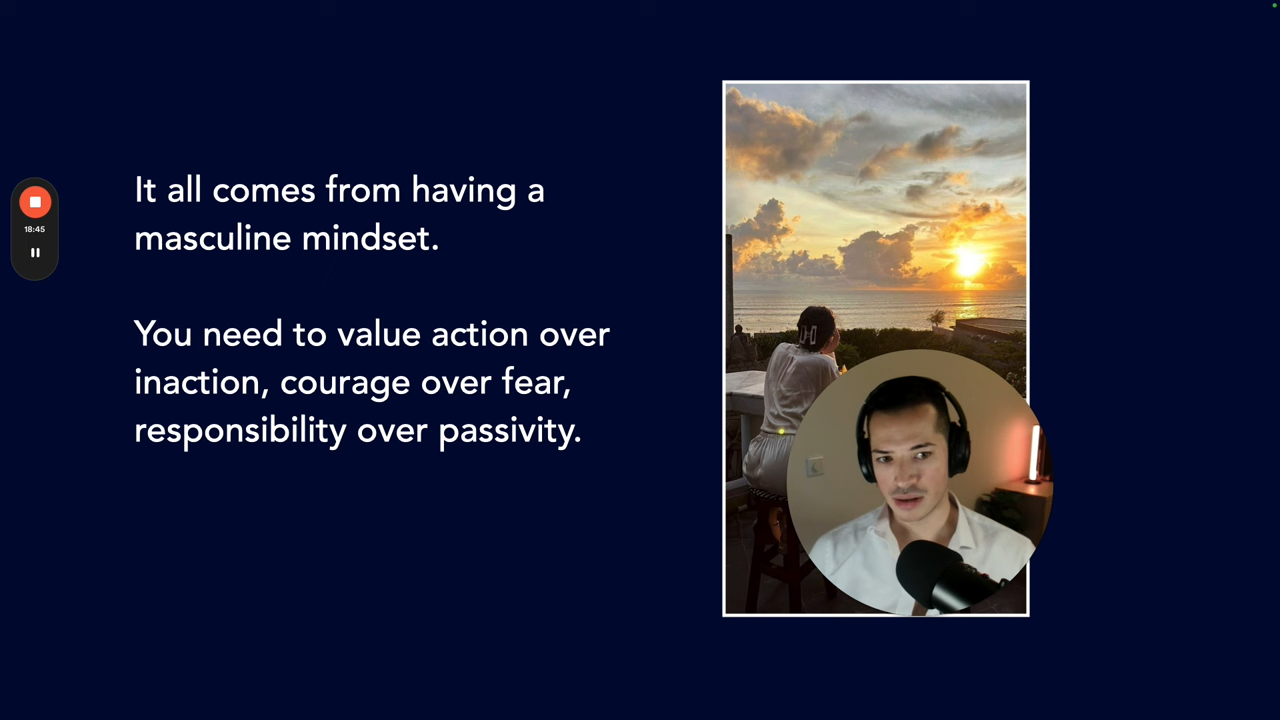 It all comes from having a
masculine mindset.
You need to value action over
inaction, courage over fear,
responsibility over passivity.
18:45